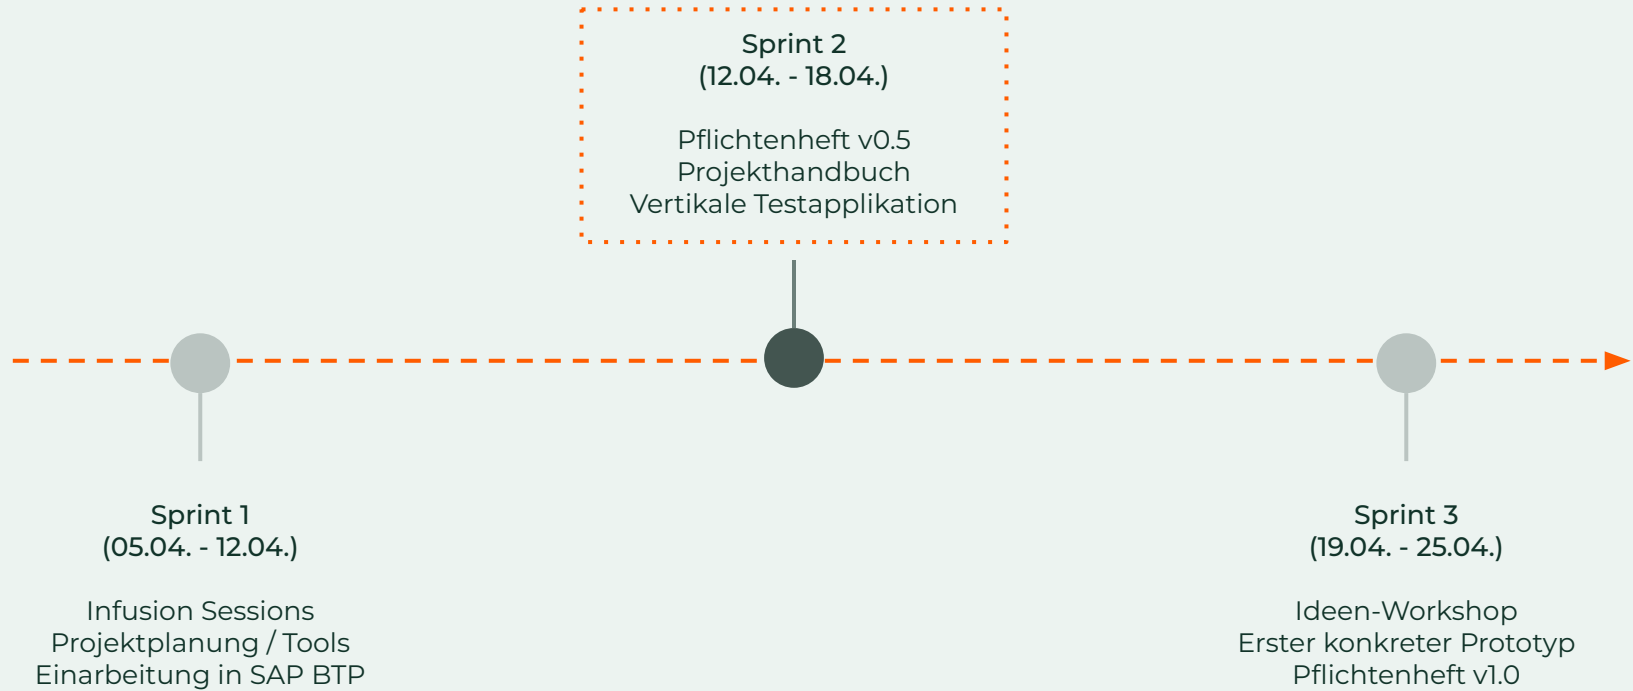 Sprint 2
(12.04. - 18.04.)
Pflichtenheft v0.5
Projekthandbuch
Vertikale Testapplikation
Sprint 1
(05.04. - 12.04.)
Infusion Sessions
Projektplanung / Tools
Einarbeitung in SAP BTP
Sprint 3
(19.04. - 25.04.)
Ideen-Workshop
Erster konkreter Prototyp
Pflichtenheft v1.0